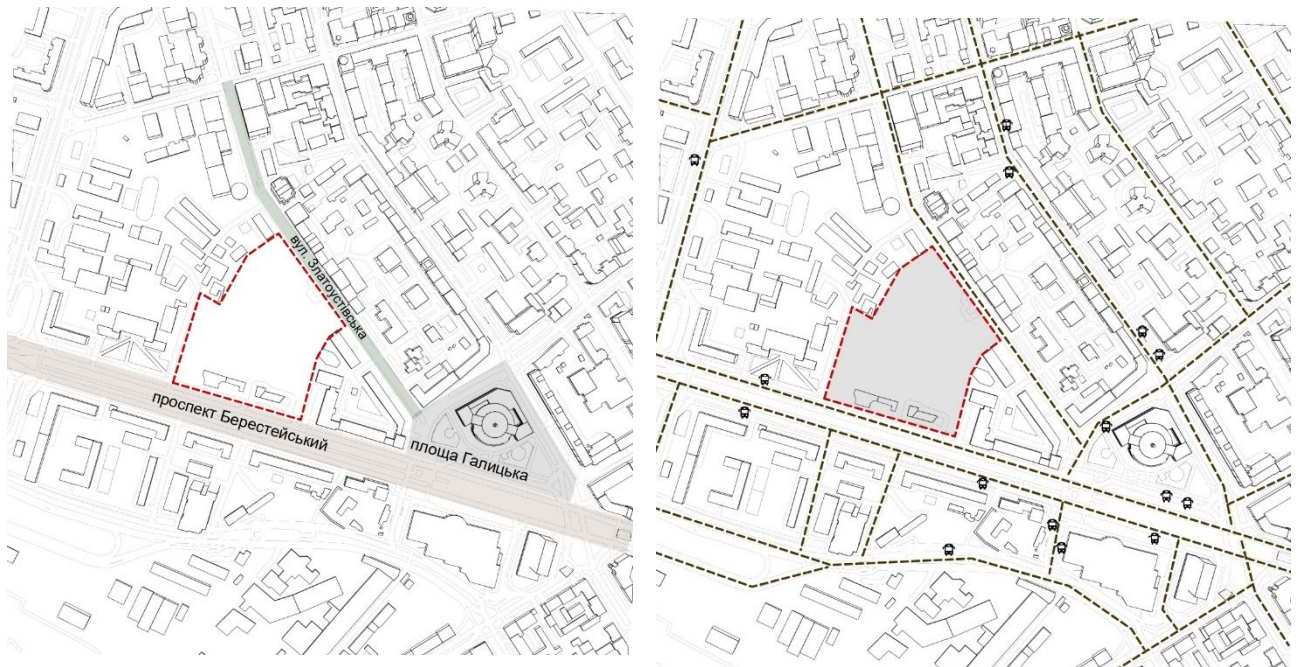 вул. Златоустівська
проспект Берестейський
площа Галицька